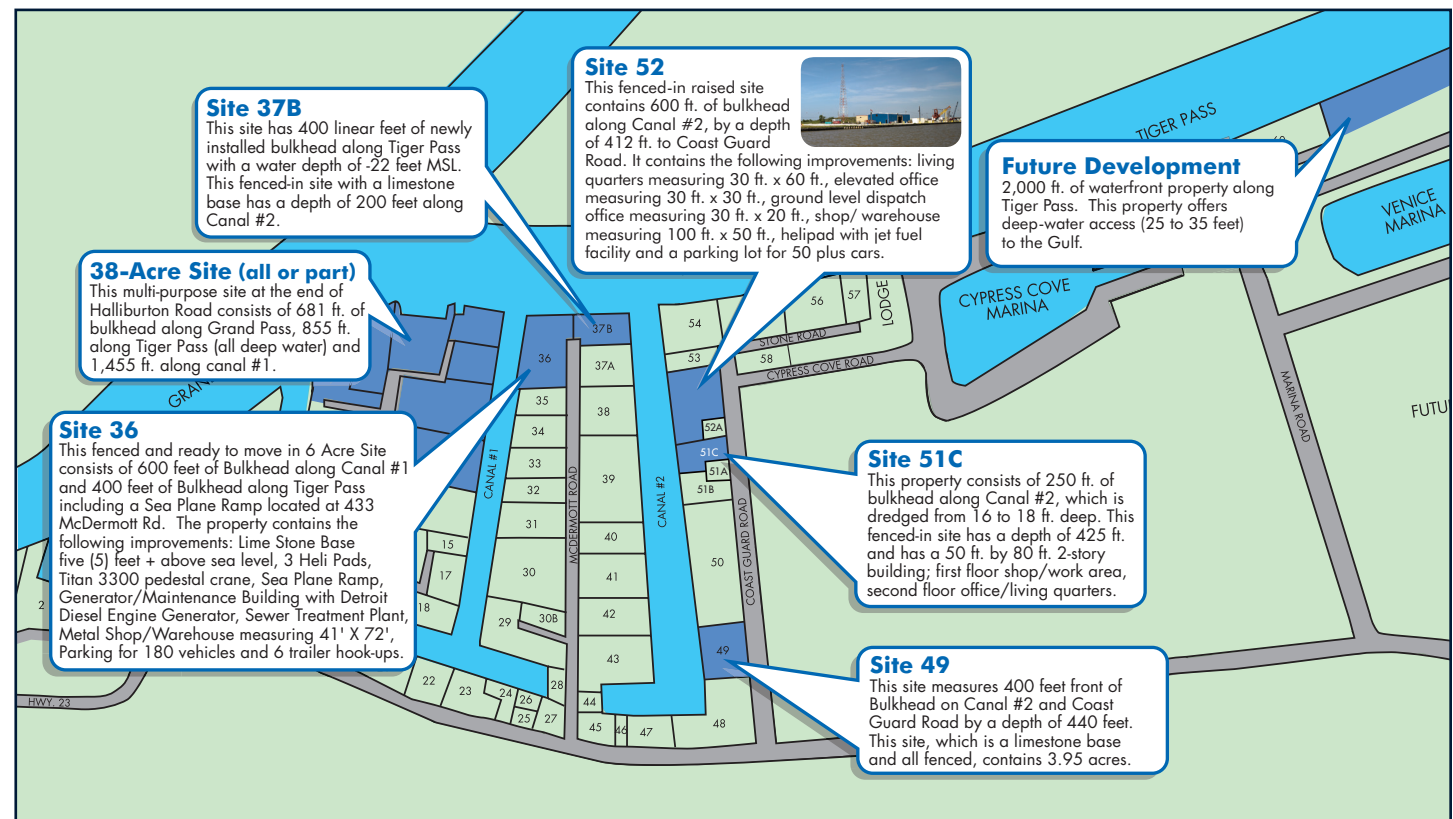 Site 37B
This site has 400 linear feet of newly
installed bulkhead along Tiger Pass
with a water depth of -22 feet MSL.
This fenced-in site with a limestone
base has a depth of 200 feet along
Canal #2.
Site 52
This fenced-in raised site
contains 600 ft. of bulkhead
along Canal #2, by a depth
of 412 ft. to Coast Guard
Road. It contains the following improvements: living
quarters measuring 30 ft. x 60 ft., elevated office
measuring 30 ft. x 30 ft., ground level dispatch
office measuring 30 ft. x 20 ft., shop/ warehouse
measuring 100 ft. x 50 ft., helipad with jet fuel
facility and a parking lot for 50 plus cars.
TIGER PASS
Future Development
2,000 ft. of waterfront property along
Tiger Pass.  This property offers
deep-water access (25 to 35 feet)
to the Gulf.
VENICE
MARINA
38-Acre Site (all or part)
This multi-purpose site at the end of
Halliburton Road consists of 681 ft. of
bulkhead along Grand Pass, 855 ft.
along Tiger Pass (all deep water) and
1,455 ft. along canal #1.
CYPRESS COVE
MARINA
LODGE
54
56
57
STONE ROAD
53
58
CYPRESS COVE ROAD
37B
36
37A
35
38
34
33
32
39
31
40
30
41
30B
42
29
43
28
44
45
46
47
48
CANAL #1
MCDERMOTT ROAD
CANAL #2
COAST GUARD ROAD
MARINA ROAD
52A
51C
51A
51B
50
49
GRAN
FUTU
Site 36
This fenced and ready to move in 6 Acre Site
consists of 600 feet of Bulkhead along Canal #1
and 400 feet of Bulkhead along Tiger Pass
including a Sea Plane Ramp located at 433
McDermott Rd.  The property contains the
following improvements: Lime Stone Base
five (5) feet + above sea level, 3 Heli Pads,
Titan 3300 pedestal crane, Sea Plane Ramp,
Generator/Maintenance Building with Detroit
Diesel Engine Generator, Sewer Treatment Plant,
Metal Shop/Warehouse measuring 41' X 72',
Parking for 180 vehicles and 6 trailer hook-ups.
15
17
18
2
22
23
24
25
26
27
HWY. 23
Site 51C
This property consists of 250 ft. of
bulkhead along Canal #2, which is
dredged from 16 to 18 ft. deep. This
fenced-in site has a depth of 425 ft.
and has a 50 ft. by 80 ft. 2-story
building; first floor shop/work area,
second floor office/living quarters.
Site 49
This site measures 400 feet front of
Bulkhead on Canal #2 and Coast
Guard Road by a depth of 440 feet.
This site, which is a limestone base
and all fenced, contains 3.95 acres.